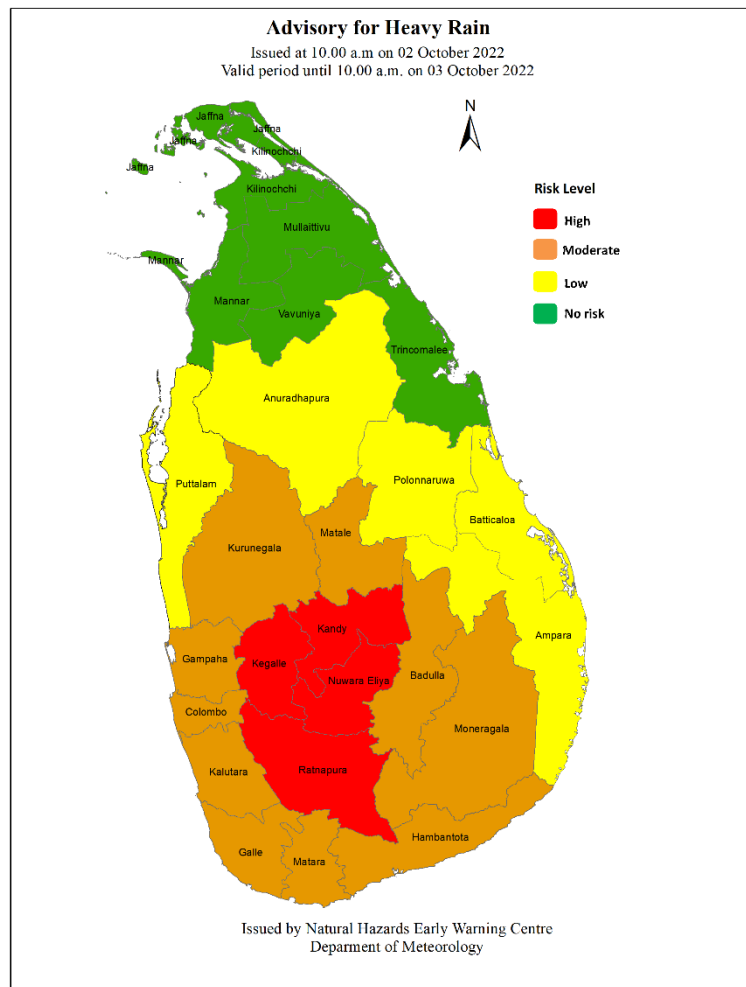 Advisory for Heavy Rain
Issued at 10.00 a.m on 02 October 2022
Valid period until 10.00 a.m. on 03 October 2022
N
Jaffna
Jaffna
Jaffna
Kilinochchi
Jaffna
Kilinochchi
Risk Level
High
Mullaittivu
Moderate
Mannar
Low
Mannar
Vavuniya
No risk
Trincomalee
Anuradhapura
Polonnaruwa
Puttalam
Batticaloa
Matale
Kurunegala
Kandy
Ampara
Gampaha
Kegalle
Nuwara Eliya
Badulla
Colombo
Moneragala
Kalutara
Ratnapura
Hambantota
Galle
Matara
Issued by Natural Hazards Early Warning Centre
Deparment of Meteorology